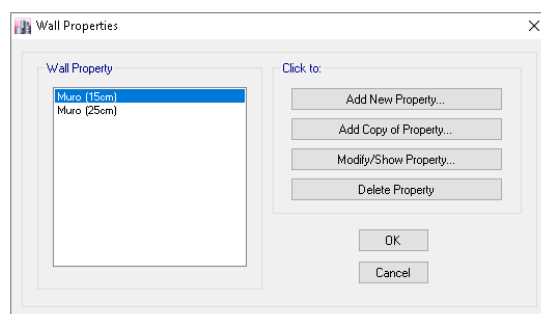 Wall Properties
Wall Property
Muro (15cm)
Muro (25cm)
Click to:
Add New Property...
Add Copy of Property...
Modify/Show Property...
Delete Property
OK
Cancel